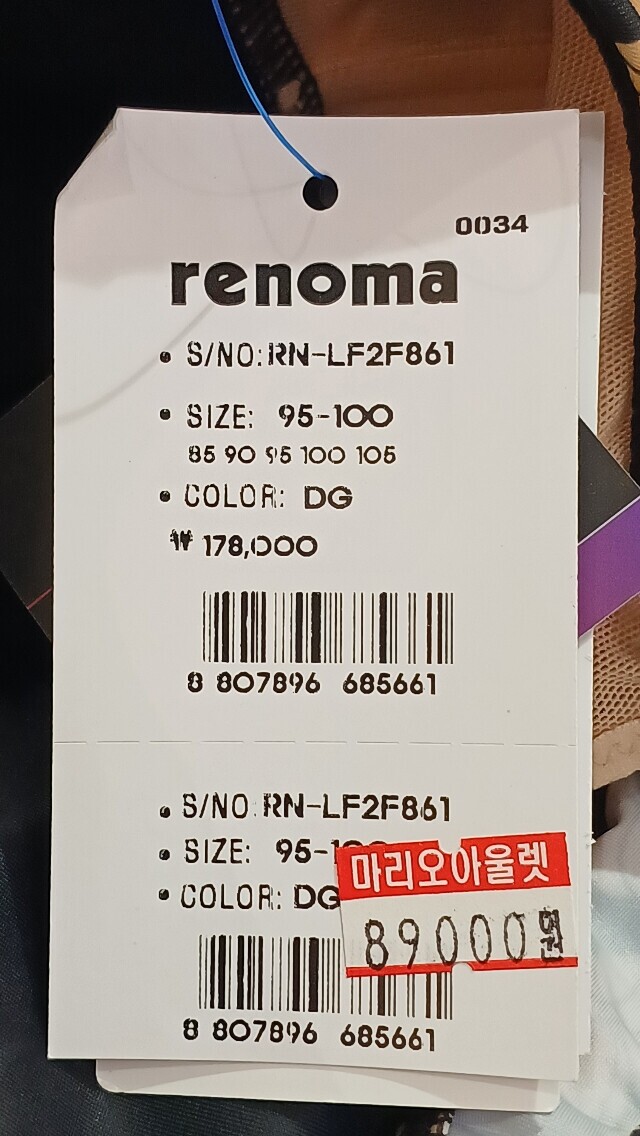 0034
renoma
• S/NO:RN-LF2F861
• SIZE: 95-100
85 90 95 100 105
• COLOR: DG
₩ 178,000
8 807896 685661
• S/NO:RN-LF2F861
• SIZE: 95-100
• COLOR: DG
마리오아울렛
89000원
8 807896 685661